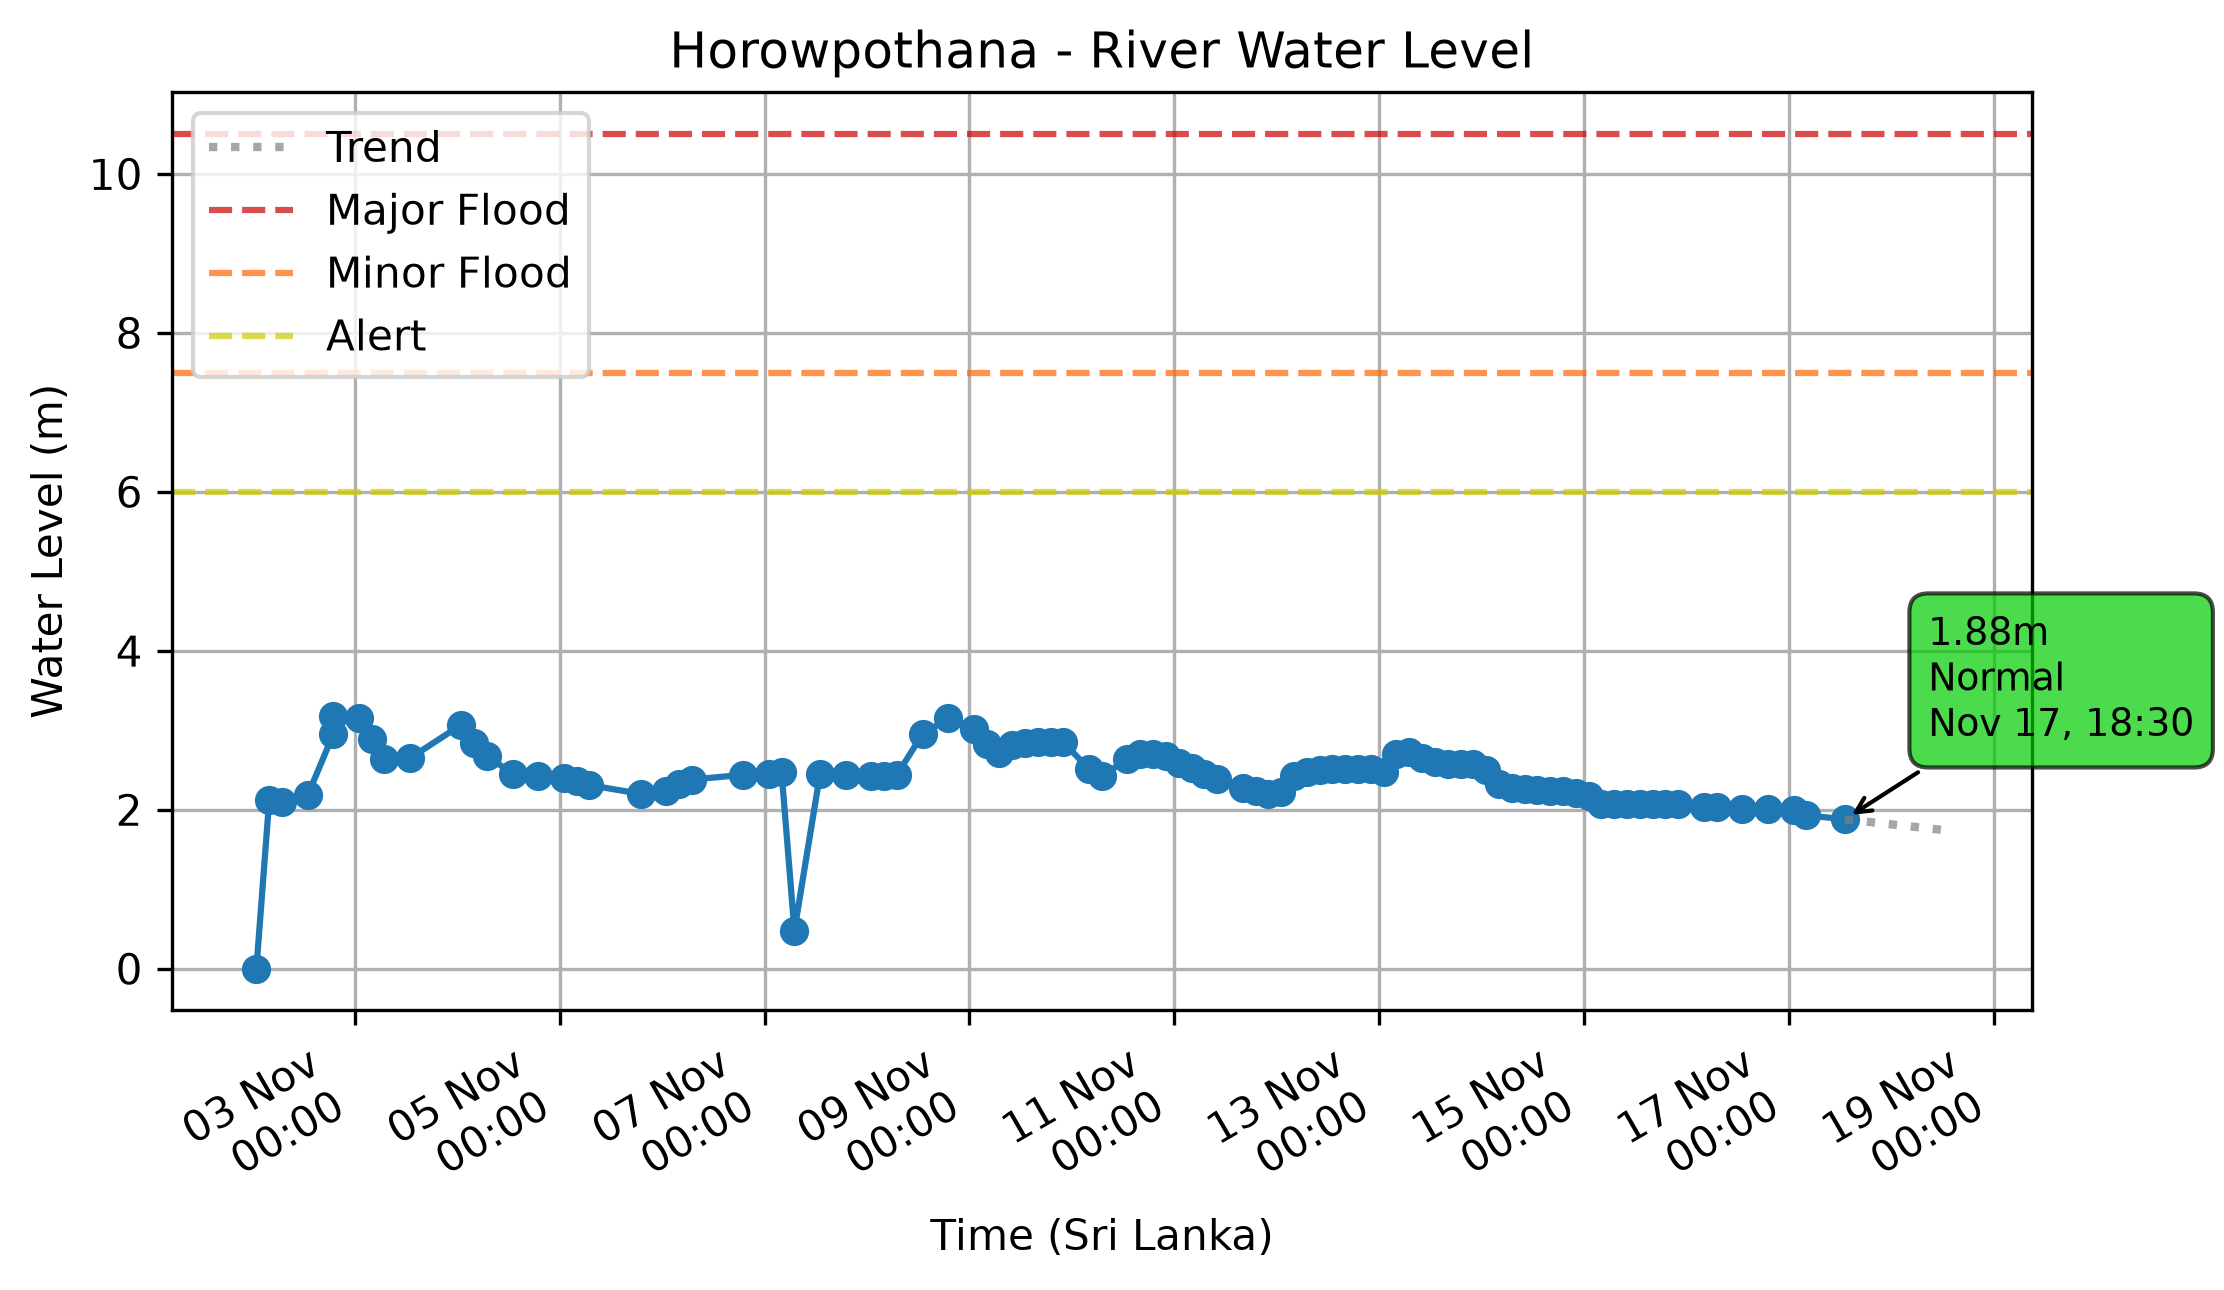 Horowpothana - River Water Level
Trend
Major Flood
Minor Flood
Alert
Water Level (m)
10
8
6
4
2
0
1.88m
Normal
Nov 17, 18:30
03 Nov
00:00
05 Nov
00:00
07 Nov
00:00
09 Nov
00:00
11 Nov
00:00
13 Nov
00:00
15 Nov
00:00
17 Nov
00:00
19 Nov
00:00
Time (Sri Lanka)